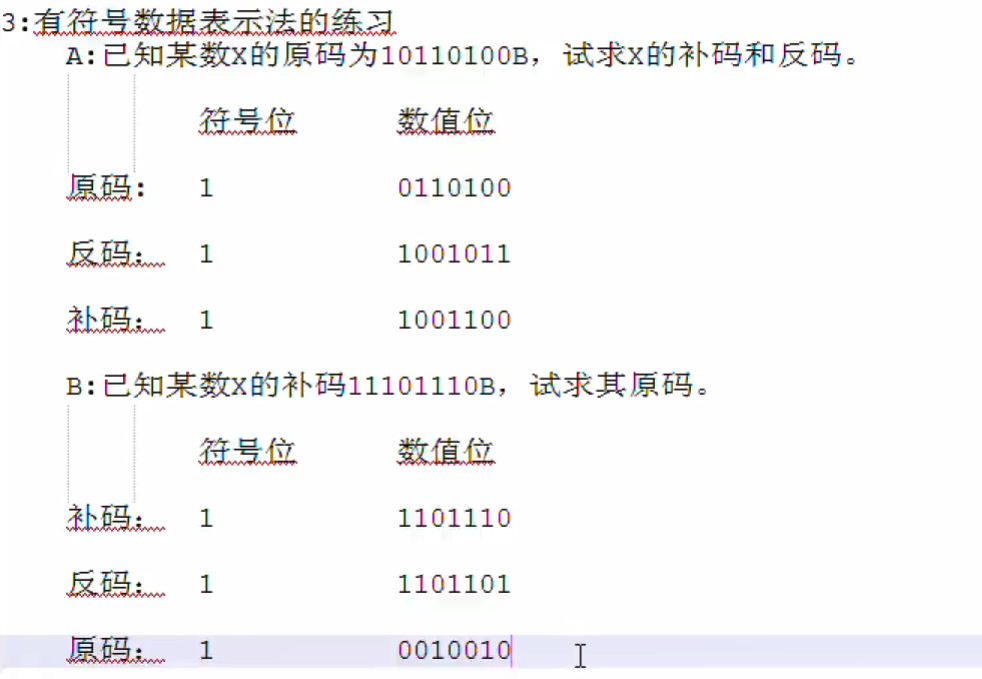 3:有符号数据表示法的练习
A:已知某数X的原码为10110100B，试求X的补码和反码。
符号位 数值位
原码: 1 0110100
反码: 1 1001011
补码: 1 1001100
B:已知某数X的补码11101110B，试求其原码。
符号位 数值位
补码: 1 1101110
反码: 1 1101101
原码: 1 0010010